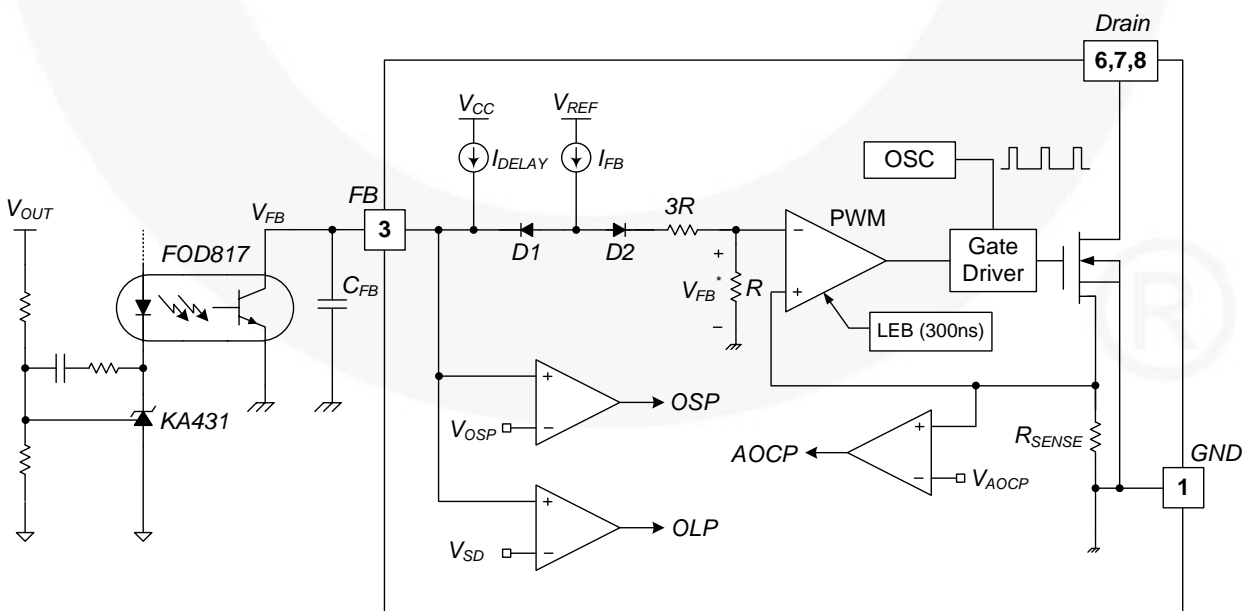 Drain
6,7,8
VCC
VREF
IDELAY
IFB
OSC
FB
3
VOUT
VFB
3R
PWM
FOD817
D1
D2
Gate
Driver
CFB
+
−
VFB*
R
−
+
LEB (300ns)
KA431
+
−
VOSP
OSP
AOCP
+
−
VAOCP
RSENSE
GND
1
+
−
VSD
OLP
®